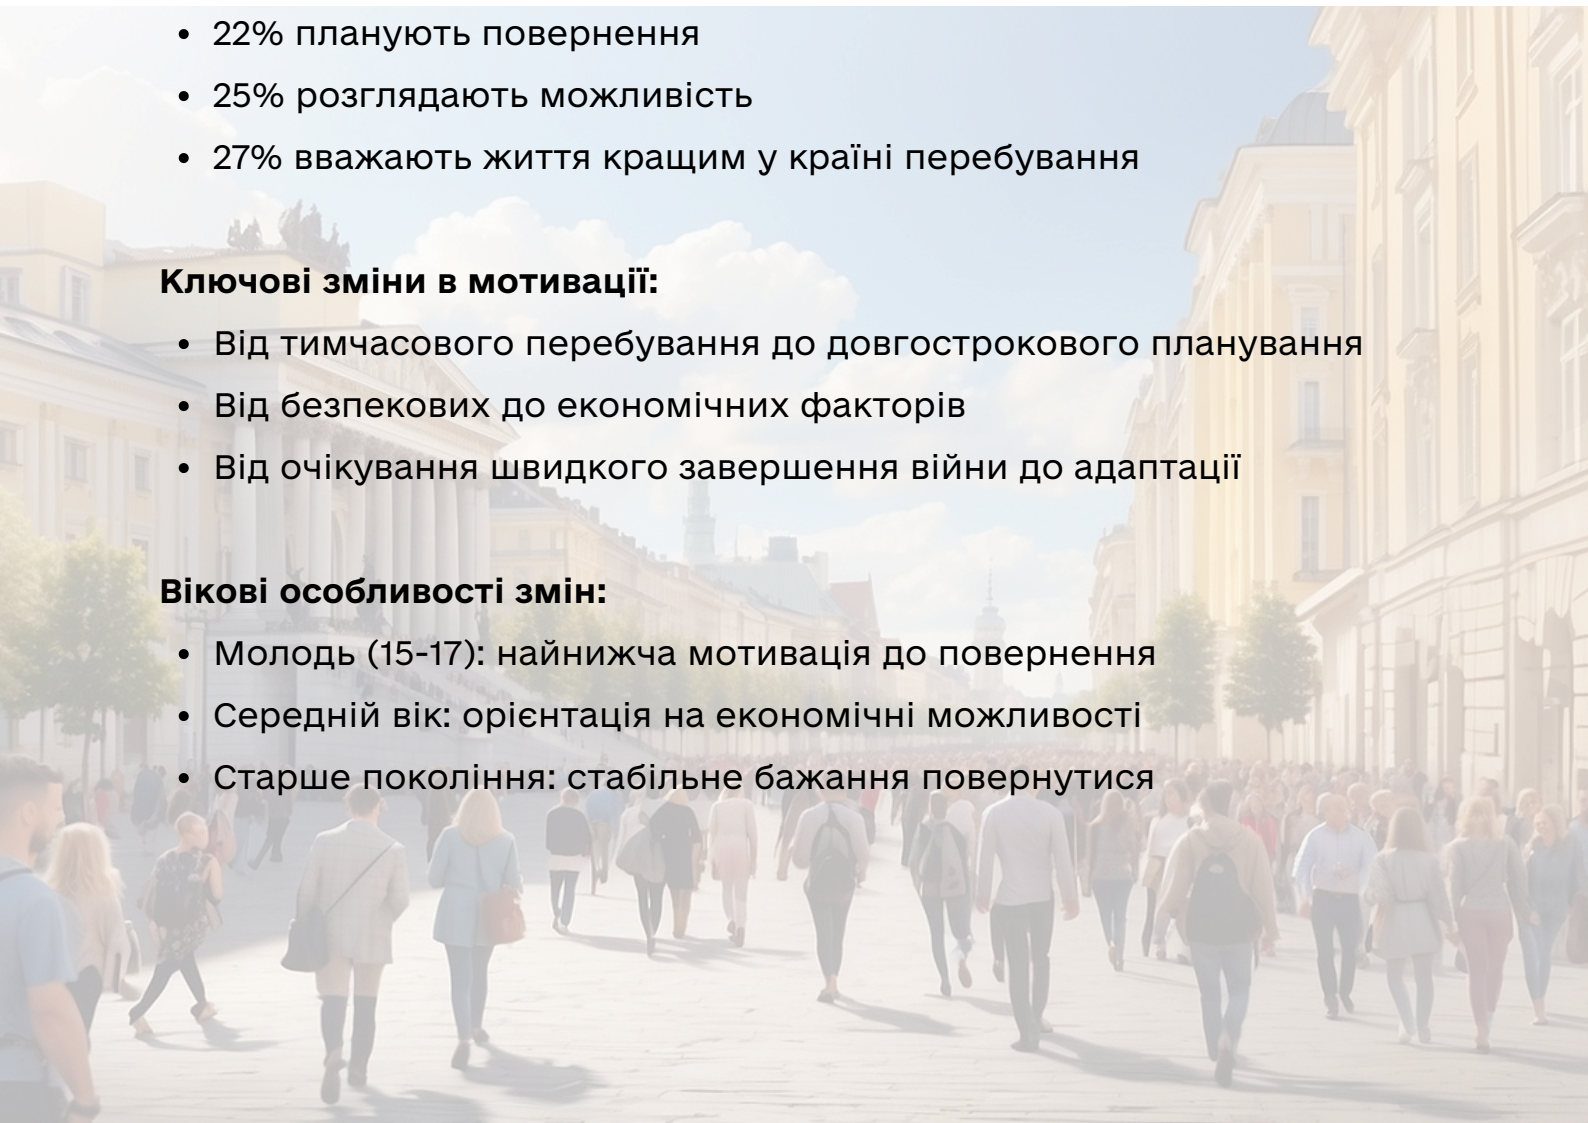 • 22% планують повернення
• 25% розглядають можливість
• 27% вважають життя кращим у країні перебування
Ключові зміни в мотивації:
• Від тимчасового перебування до довгострокового планування
• Від безпекових до економічних факторів
• Від очікування швидкого завершення війни до адаптації
Вікові особливості змін:
• Молодь (15-17): найнижча мотивація до повернення
• Середній вік: орієнтація на економічні можливості
• Старше покоління: стабільне бажання повернутися